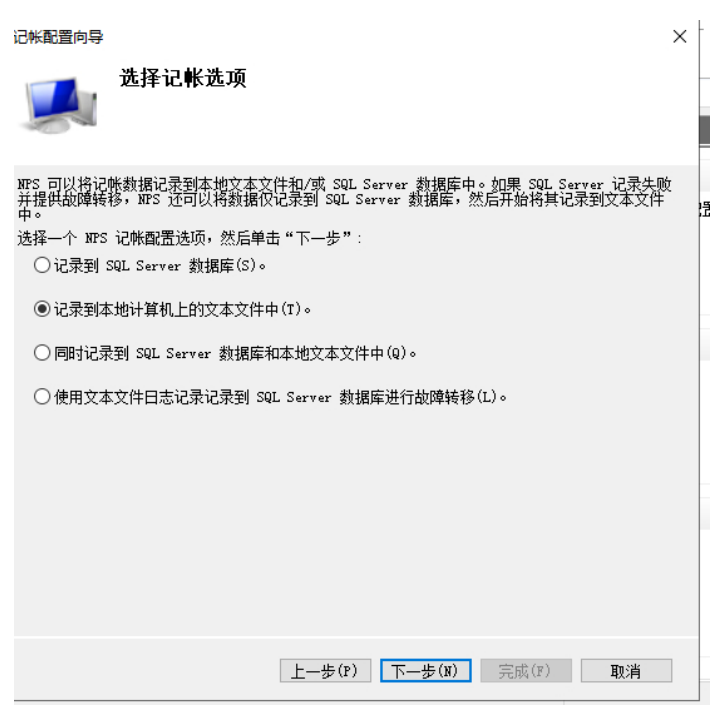 记帐配置向导
选择记帐选项
NPS 可以将记帐数据记录到本地文本文件和/或 SQL Server 数据库中。如果 SQL Server 记录失败
并提供故障转移，NPS 还可以将数据仅记录到 SQL Server 数据库，然后开始将其记录到文本文件
中。
选择一个 NPS 记帐配置选项，然后单击“下一步”：
记录到 SQL Server 数据库(S)。
记录到本地计算机上的文本文件中(T)。
同时记录到 SQL Server 数据库和本地文本文件中(Q)。
使用文本文件日志记录记录到 SQL Server 数据库进行故障转移(L)。
上一步(P) 下一步(N) 完成(F) 取消